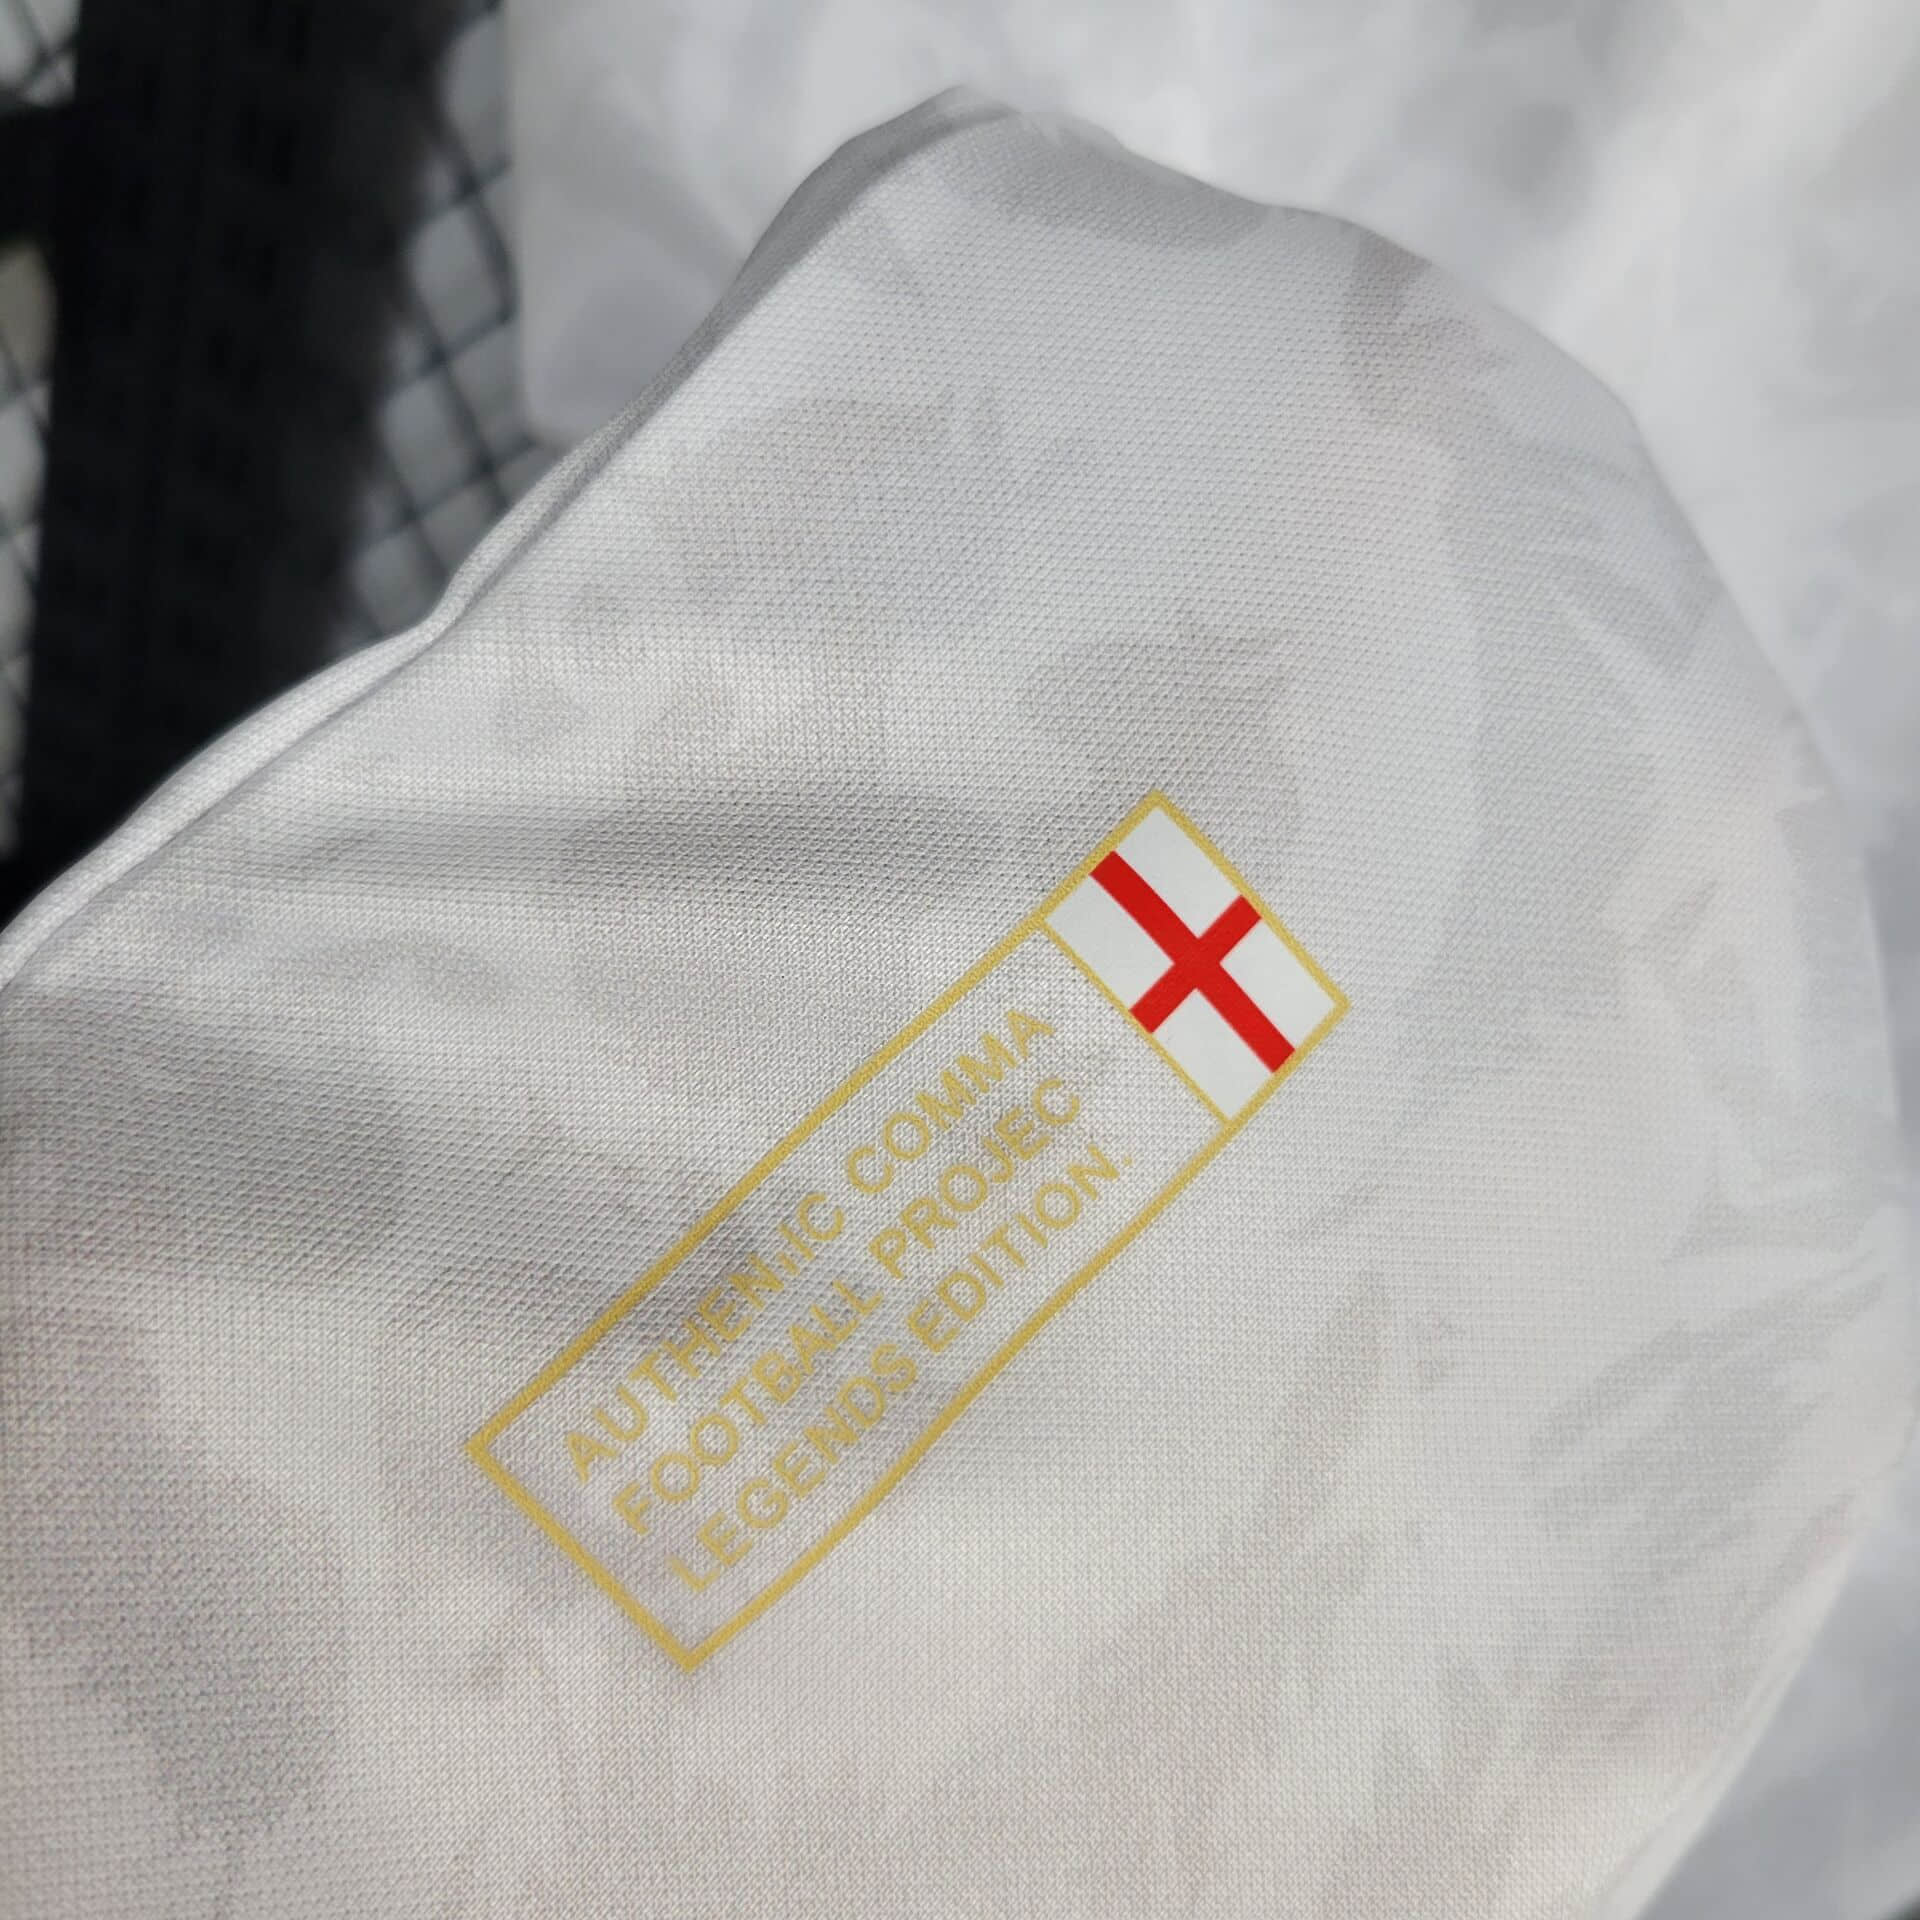 AUTHENTIC COMMA
FOOTBALL PROJEC
LEGENDS EDITION.